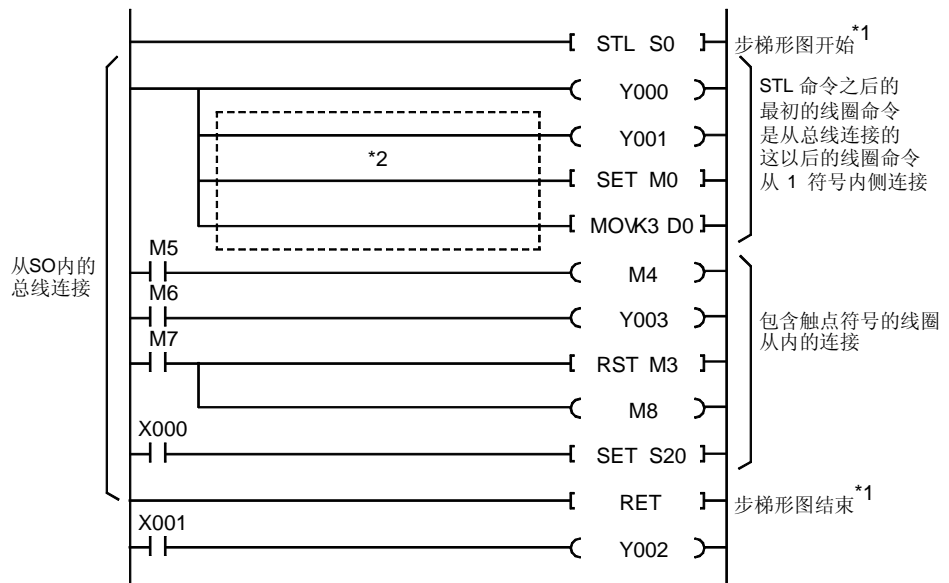 STL S0 步梯形图开始*1
Y000
Y001
*2
SET M0
MOVK3 D0
STL 命令之后的
最初的线圈命令
是从总线连接的
这以后的线圈命令
从 1 符号内侧连接
从SO内的
总线连接
M5
M4
M6
Y003
M7
RST M3
M8
包含触点符号的线圈
从内的连接
X000
SET S20
RET 步梯形图结束*1
X001
Y002